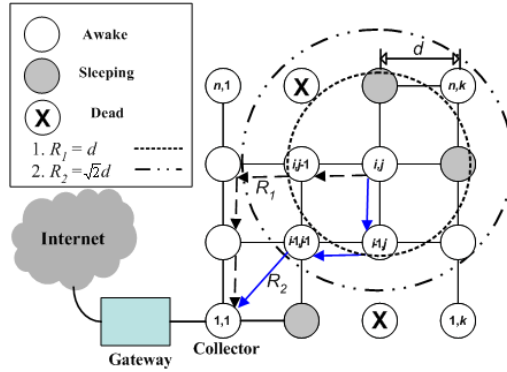 Awake
Sleeping
X Dead
1. R1 = d
2. R2 = √2d
d
n,1 X n,k
i,j-1 i,j
R1
Internet
i-1,j-1 i-1,j
R2
1,1 X 1,k
Collector
Gateway